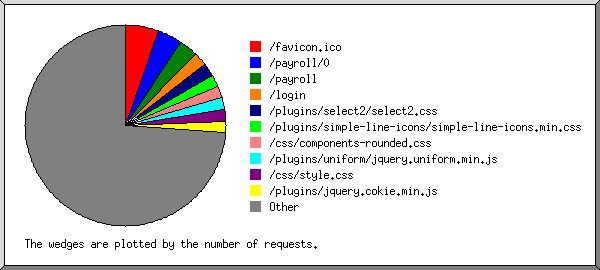 /favicon.ico
/payroll/0
/payroll
/login
/plugins/select2/select2.css
/plugins/simple-line-icons/simple-line-icons.min.css
/css/components-rounded.css
/plugins/uniform/jquery.uniform.min.js
/css/style.css
/plugins/jquery.cokie.min.js
Other
The wedges are plotted by the number of requests.